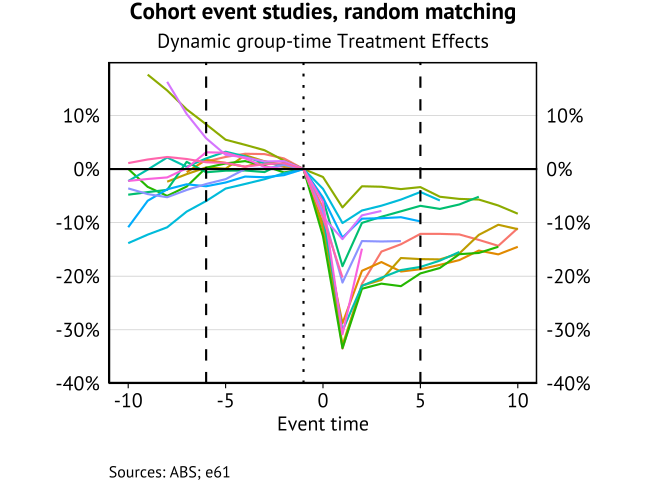 Cohort event studies, random matching
Dynamic group-time Treatment Effects
10% 10%
0% 0%
-10% -10%
-20% -20%
-30% -30%
-40% -40%
-10 -5 0 5 10
Event time
Sources: ABS; e61